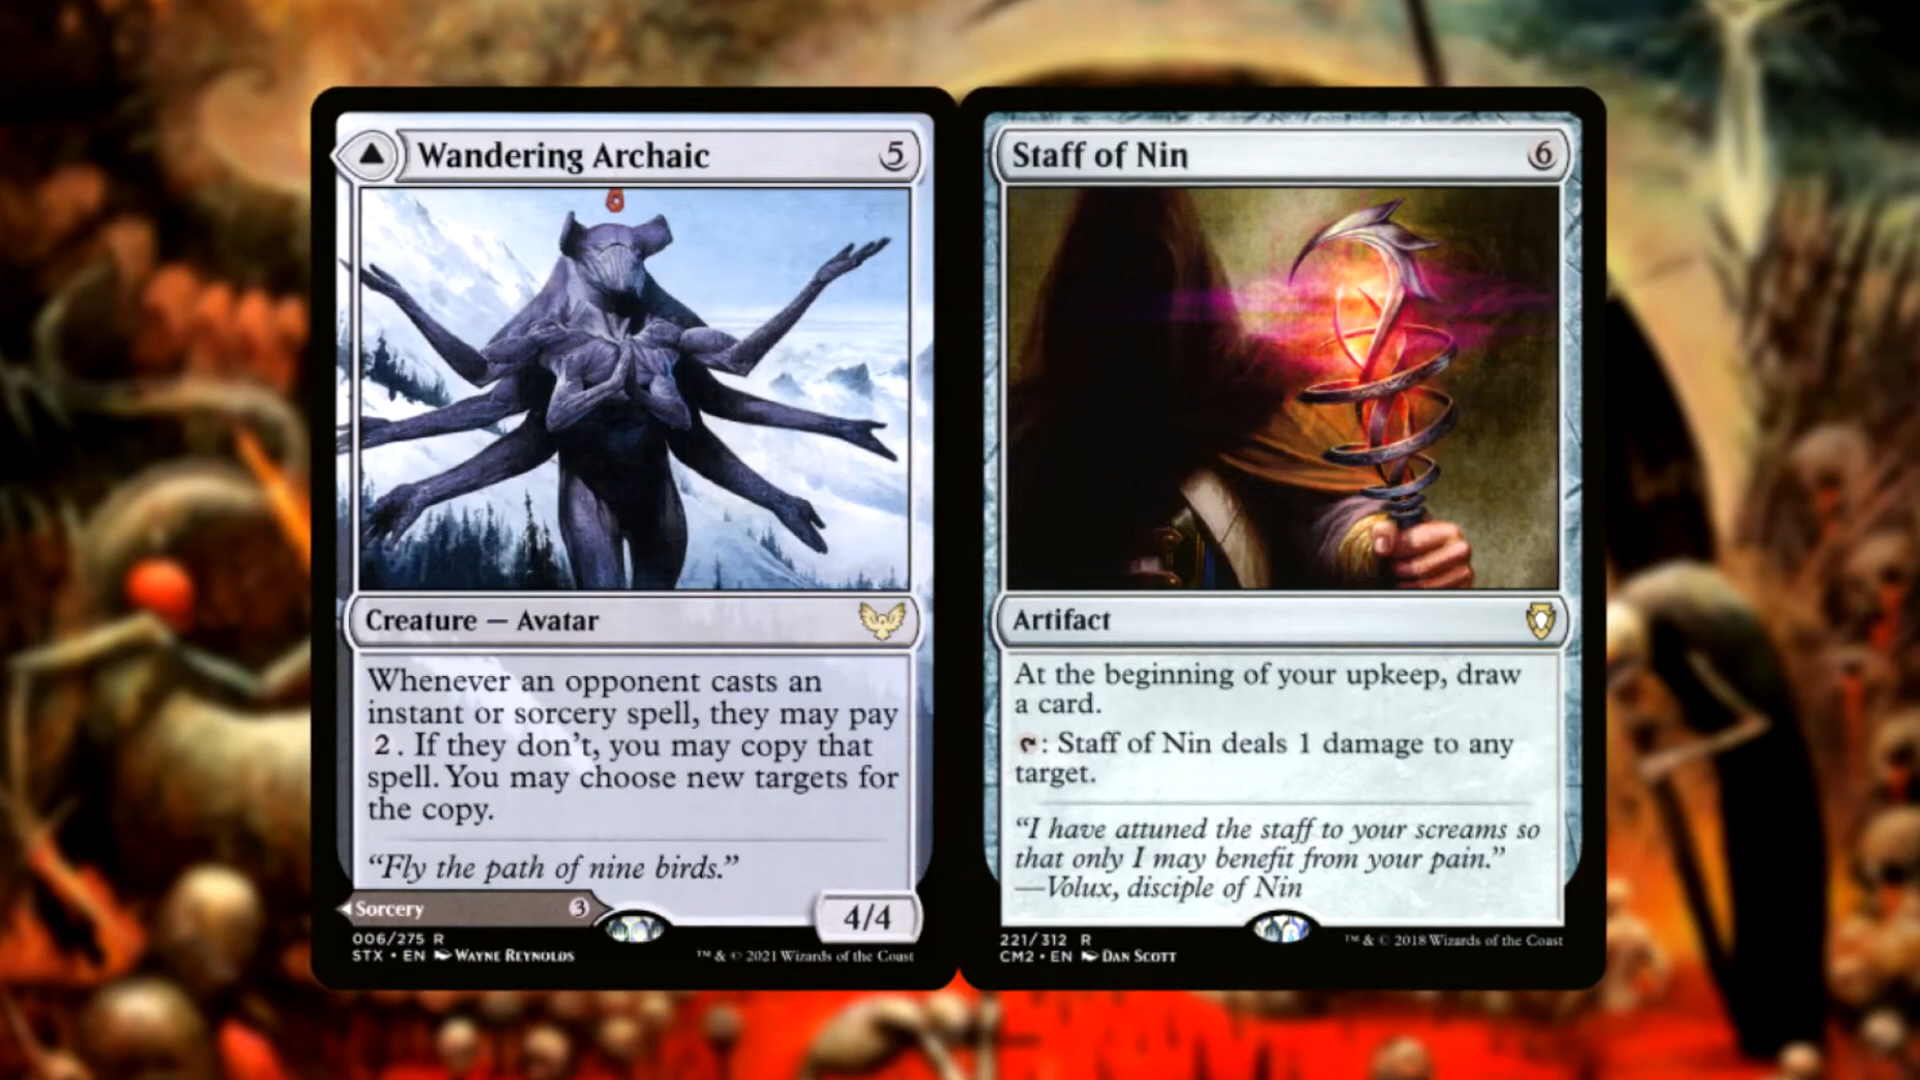 Wandering Archaic 5
Creature — Avatar
Whenever an opponent casts an
instant or sorcery spell, they may pay
2. If they don't, you may copy that
spell. You may choose new targets for
the copy.
“Fly the path of nine birds.”
Sorcery 3
4/4
006/275 R
STX • EN Wayne Reynolds
™ & © 2021 Wizards of the Coast
Staff of Nin 6
Artifact
At the beginning of your upkeep, draw
a card.
: Staff of Nin deals 1 damage to any
target.
“I have attuned the staff to your screams so
that only I may benefit from your pain.”
—Volux, disciple of Nin
221/312 R
CM2 • EN Dan Scott
™ & © 2018 Wizards of the Coast